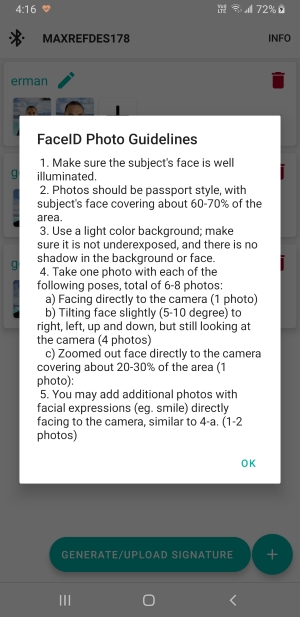 4:16 72%
MAXREFDES178 INFO
erman
FaceID Photo Guidelines
1. Make sure the subject's face is well
illuminated.
2. Photos should be passport style, with
subject's face covering about 60-70% of the
area.
3. Use a light color background; make
sure it is not underexposed, and there is no
shadow in the background or face.
4. Take one photo with each of the
following poses, total of 6-8 photos:
a) Facing directly to the camera (1 photo)
b) Tilting face slightly (5-10 degree) to
right, left, up and down, but still looking at
the camera (4 photos)
c) Zoomed out face directly to the camera
covering about 20-30% of the area (1
photo):
5. You may add additional photos with
facial expressions (eg. smile) directly
facing to the camera, similar to 4-a. (1-2
photos)
OK
GENERATE/UPLOAD SIGNATURE +